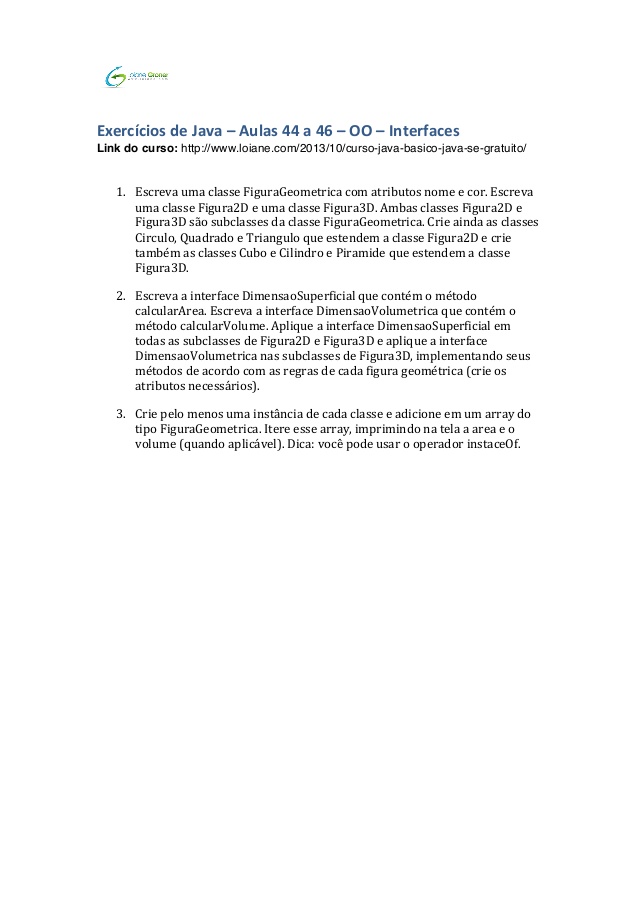 Loiane Groner
Exercícios de Java – Aulas 44 a 46 – OO – Interfaces
Link do curso: http://www.loiane.com/2013/10/curso-java-basico-java-se-gratuito/
1. Escreva uma classe FiguraGeometrica com atributos nome e cor. Escreva
uma classe Figura2D e uma classe Figura3D. Ambas classes Figura2D e
Figura3D são subclasses da classe FiguraGeometrica. Crie ainda as classes
Circulo, Quadrado e Triangulo que estendem a classe Figura2D e crie
também as classes Cubo e Cilindro e Piramide que estendem a classe
Figura3D.
2. Escreva a interface DimensaoSuperficial que contém o método
calcularArea. Escreva a interface DimensaoVolumetrica que contém o
método calcularVolume. Aplique a interface DimensaoSuperficial em
todas as subclasses de Figura2D e Figura3D e aplique a interface
DimensaoVolumetrica nas subclasses de Figura3D, implementando seus
métodos de acordo com as regras de cada figura geométrica (crie os
atributos necessários).
3. Crie pelo menos uma instância de cada classe e adicione em um array do
tipo FiguraGeometrica. Itere esse array, imprimindo na tela a area e o
volume (quando aplicável). Dica: você pode usar o operador instaceOf.